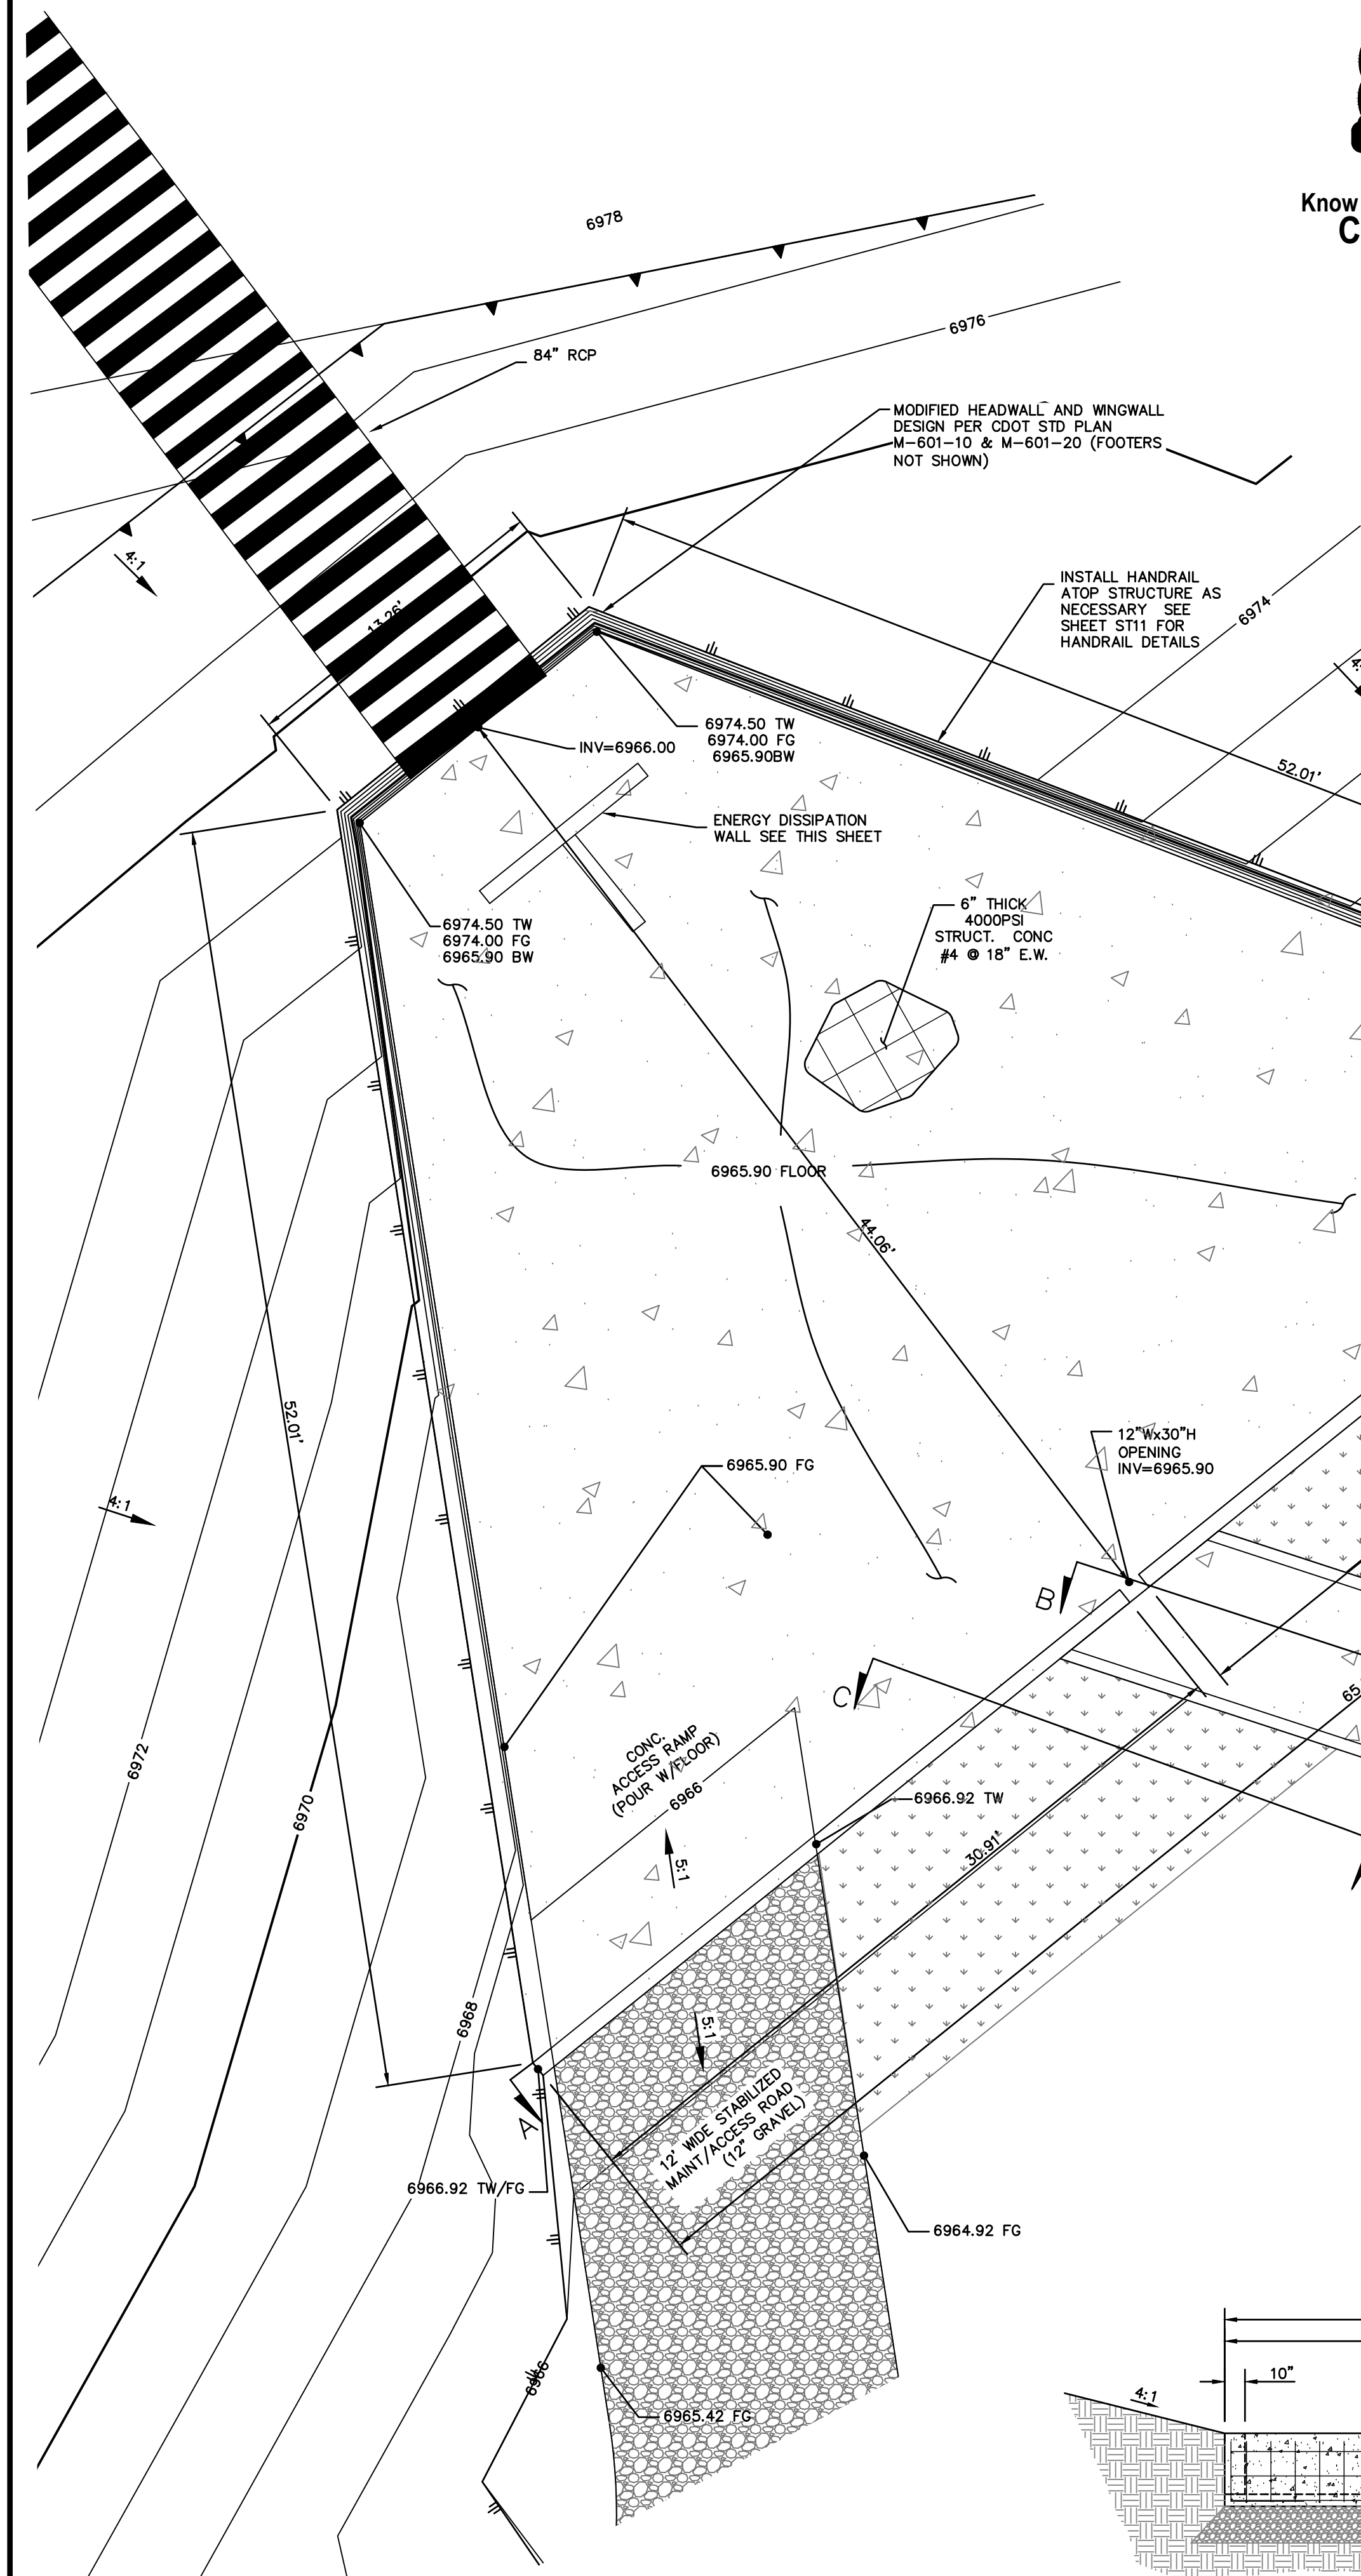 Know
C
6978
6976
84" RCP
MODIFIED HEADWALL AND WINGWALL
DESIGN PER CDOT STD PLAN
M-601-10 & M-601-20 (FOOTERS
NOT SHOWN)
4:1
INSTALL HANDRAIL
ATOP STRUCTURE AS
NECESSARY SEE
SHEET ST11 FOR
HANDRAIL DETAILS
6974
13.26'
6974.50 TW
6974.00 FG
6965.90BW
INV=6966.00
52.01'
ENERGY DISSIPATION
WALL SEE THIS SHEET
6974.50 TW
6974.00 FG
6965.90 BW
6" THICK
4000PSI
STRUCT. CONC
#4 @ 18" E.W.
6965.90 FLOOR
44.06'
52.01'
12"Wx30"H
OPENING
INV=6965.90
6965.90 FG
4:1
B
C
65.
CONC.
ACCESS RAMP
(POUR W/FLOOR)
6966
6972
6970
6966.92 TW
30.91'
5:1
6968
5:1
A
12' WIDE STABILIZED
MAINT/ACCESS ROAD
(12" GRAVEL)
6966.92 TW/FG
6964.92 FG
6966
6965.42 FG
10"
4:1